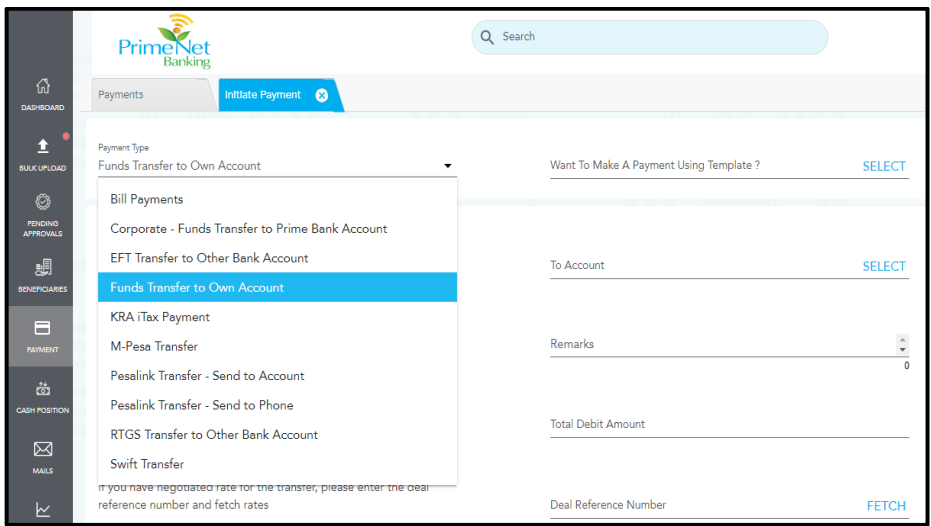 PrimeNet
Banking
Search
DASHBOARD
BULK UPLOAD
PENDING
APPROVALS
BENEFICIARIES
PAYMENT
CASH POSITION
MAILS
Payments
Initiate Payment
Payment Type
Funds Transfer to Own Account
Want To Make A Payment Using Template ?
SELECT
Bill Payments
Corporate - Funds Transfer to Prime Bank Account
EFT Transfer to Other Bank Account
Funds Transfer to Own Account
KRA iTax Payment
M-Pesa Transfer
Pesalink Transfer - Send to Account
Pesalink Transfer - Send to Phone
RTGS Transfer to Other Bank Account
Swift Transfer
To Account
SELECT
Remarks
0
Total Debit Amount
If you have negotiated rate for the transfer, please enter the deal
reference number and fetch rates
Deal Reference Number
FETCH